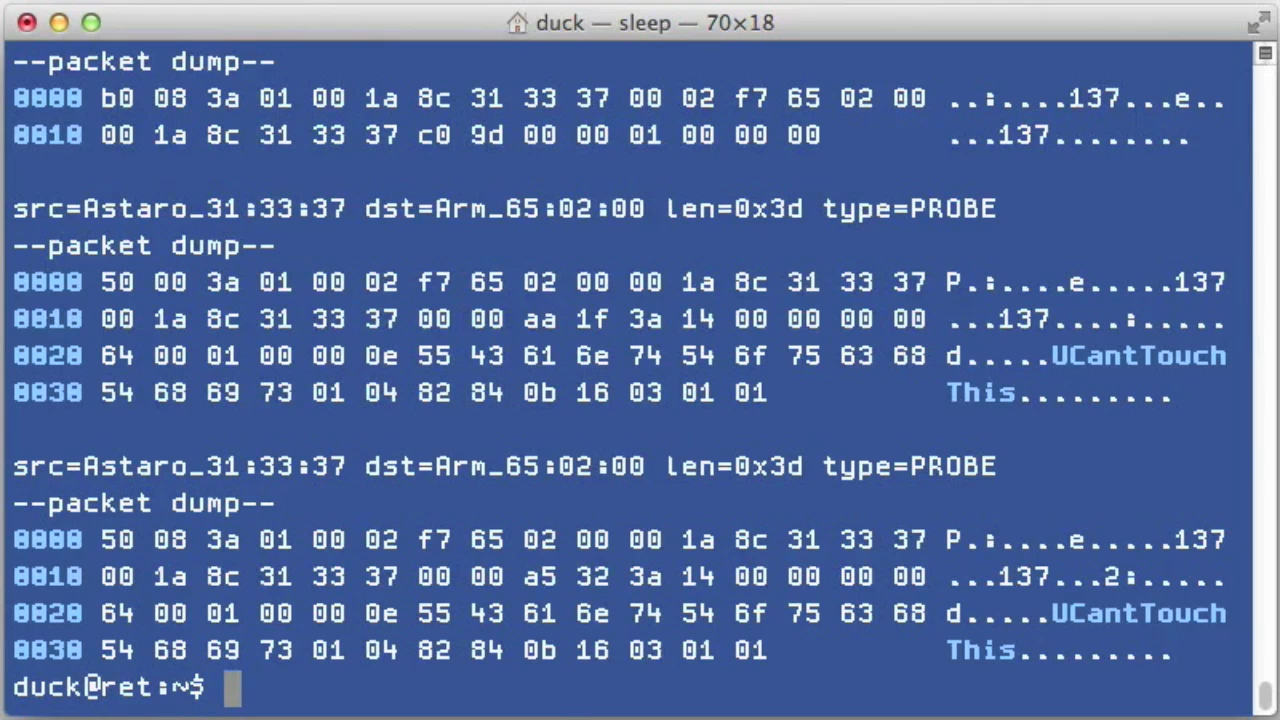 duck — sleep — 70×18
--packet dump--
0000 b0 08 3a 01 00 1a 8c 31 33 37 00 02 f7 65 02 00 ..:....137...e..
0010 00 1a 8c 31 33 37 c0 9d 00 00 01 00 00 00 ...137........
src=Astaro_31:33:37 dst=Arm_65:02:00 len=0x3d type=PROBE
--packet dump--
0000 50 00 3a 01 00 02 f7 65 02 00 00 1a 8c 31 33 37 P.:....e.....137
0010 00 1a 8c 31 33 37 00 00 aa 1f 3a 14 00 00 00 00 ...137....:.....
0020 64 00 01 00 00 0e 55 43 61 6e 74 54 6f 75 63 68 d.....UCantTouch
0030 54 68 69 73 01 04 82 84 0b 16 03 01 01 This.........
src=Astaro_31:33:37 dst=Arm_65:02:00 len=0x3d type=PROBE
--packet dump--
0000 50 08 3a 01 00 02 f7 65 02 00 00 1a 8c 31 33 37 P.:....e.....137
0010 00 1a 8c 31 33 37 00 00 a5 32 3a 14 00 00 00 00 ...137...2:.....
0020 64 00 01 00 00 0e 55 43 61 6e 74 54 6f 75 63 68 d.....UCantTouch
0030 54 68 69 73 01 04 82 84 0b 16 03 01 01 This.........
duck@ret:~$